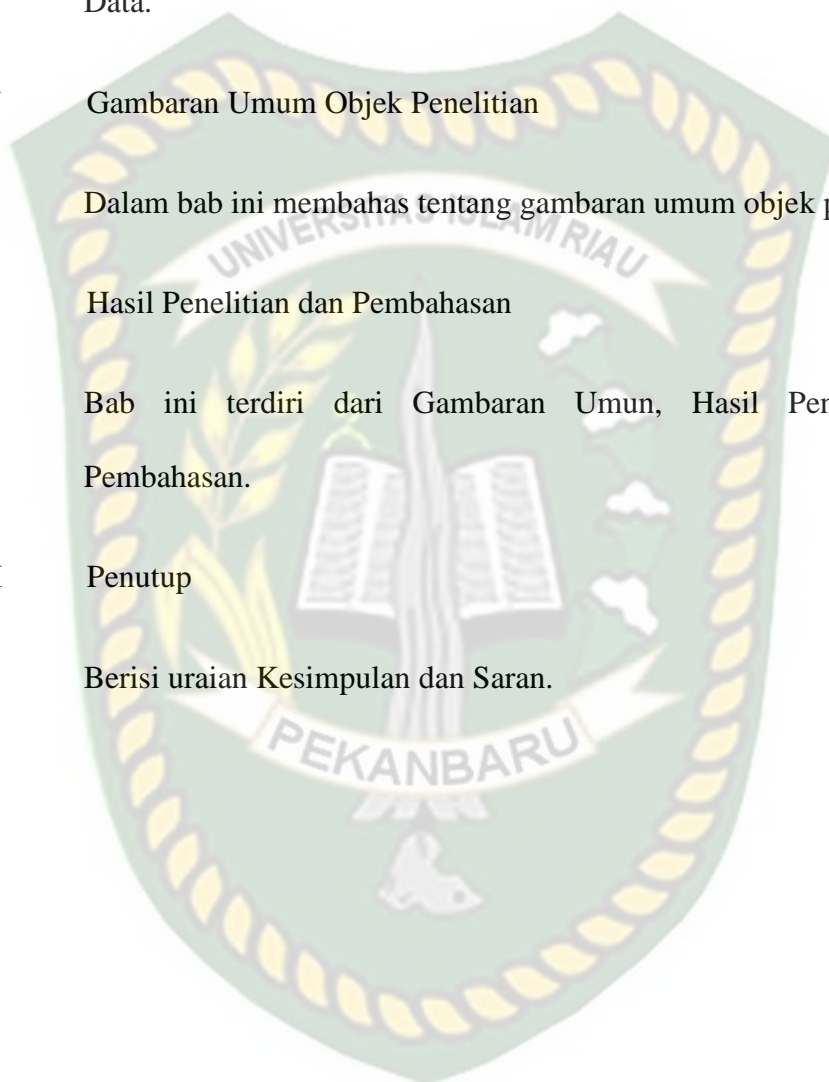 Data.
Gambaran Umum Objek Penelitian
Dalam bab ini membahas tentang gambaran umum objek
UNIVERSITAS ISLAM RIAU
Hasil Penelitian dan Pembahasan
Bab ini terdiri dari Gambaran Umun, Hasil
Pembahasan.
Penutup
Berisi uraian Kesimpulan dan Saran.
PEKANBARU